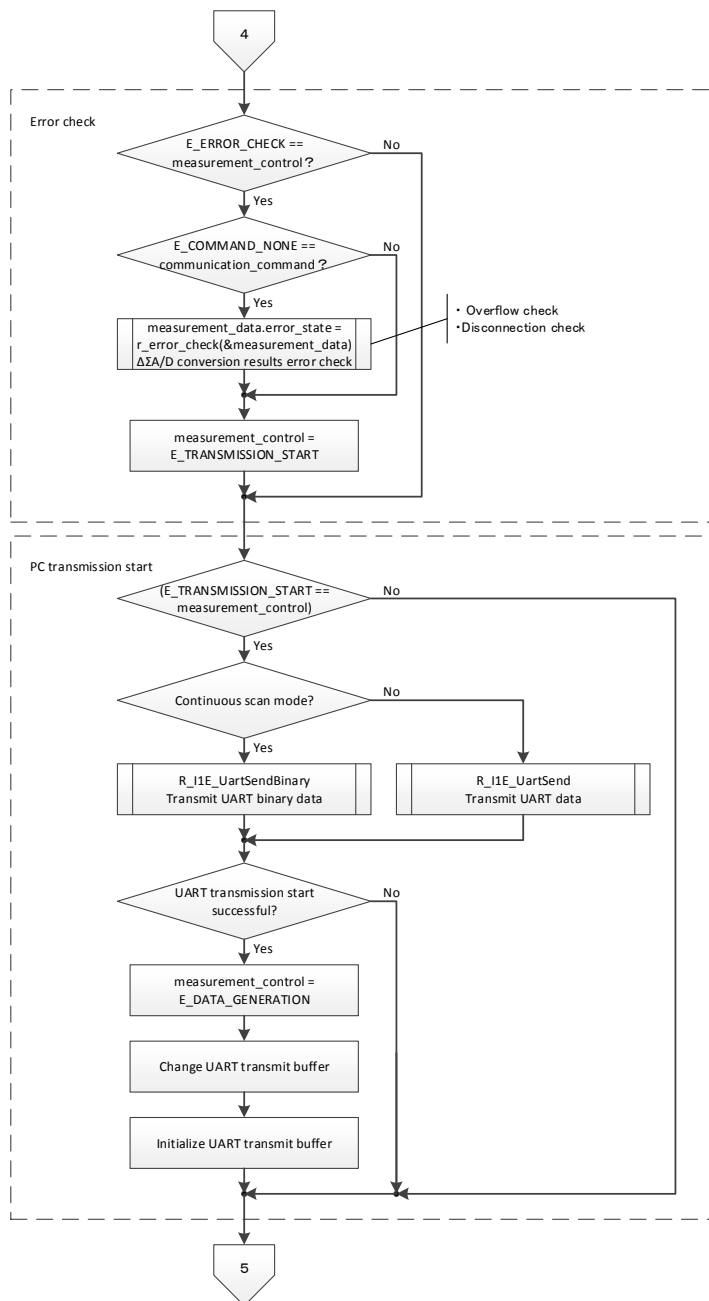 4
Error check
E_ERROR_CHECK ==
measurement_control？
No
Yes
E_COMMAND_NONE ==
communication_command？
No
Yes
measurement_data.error_state =
r_error_check(&measurement_data)
ΔΣA/D conversion results error check
・ Overflow check
・Disconnection check
measurement_control =
E_TRANSMISSION_START
PC transmission start
(E_TRANSMISSION_START ==
measurement_control)
No
Yes
Continuous scan mode?
No
Yes
R_I1E_UartSendBinary
Transmit UART binary data
R_I1E_UartSend
Transmit UART data
UART transmission start
successful?
No
Yes
measurement_control =
E_DATA_GENERATION
Change UART transmit buffer
Initialize UART transmit buffer
5